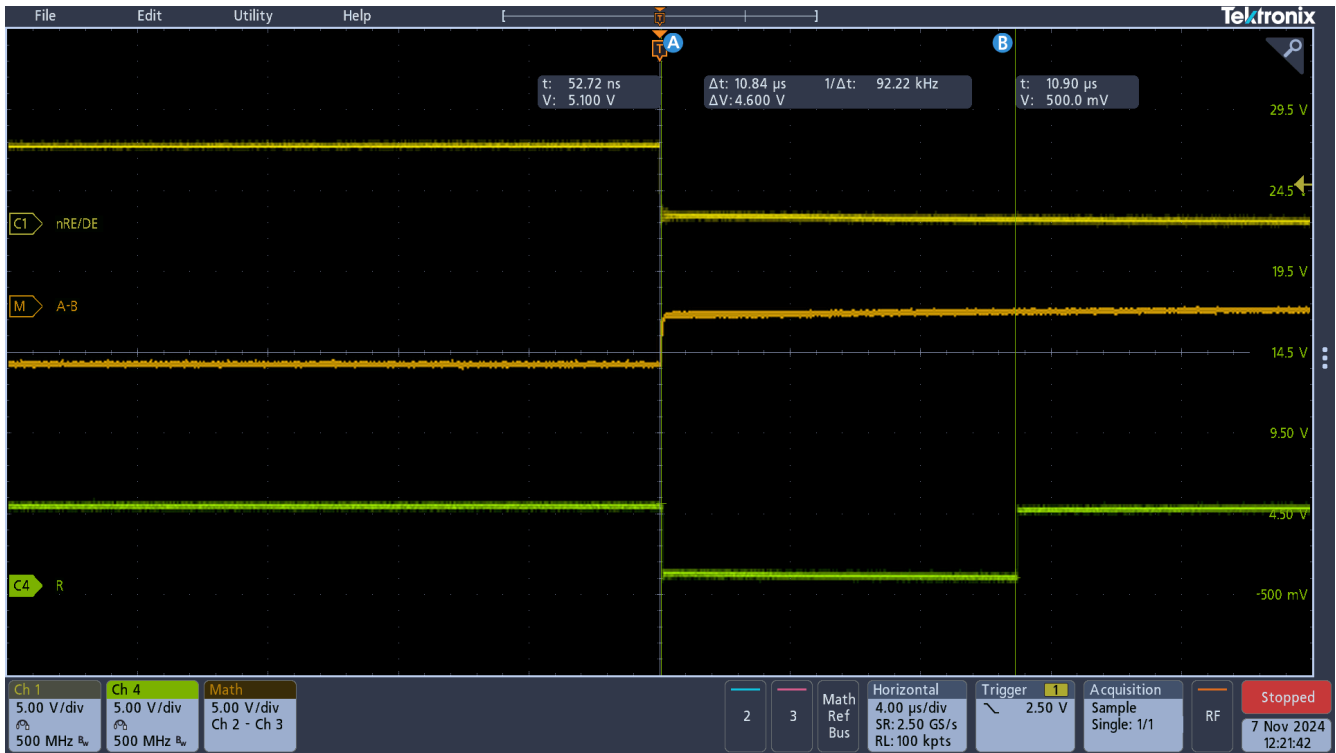 File Edit Utility Help Tektronix
T
T A B
t: 52.72 ns Δt: 10.84 µs 1/Δt: 92.22 kHz t: 10.90 µs
V: 5.100 V ΔV: 4.600 V V: 500.0 mV
29.5 V
24.5
C1 nRE/DE
19.5 V
M A-B
14.5 V
9.50 V
4.50 V
C4 R
-500 mV
Ch 1 Ch 4 Math Horizontal Trigger 1 Acquisition
5.00 V/div 5.00 V/div 5.00 V/div 4.00 µs/div 2.50 V Sample
Ch 2 - Ch 3 SR: 2.50 GS/s Single: 1/1
500 MHz Bw 500 MHz Bw RL: 100 kpts
2 3 Math
Ref
Bus
RF
Stopped
7 Nov 2024
12:21:42